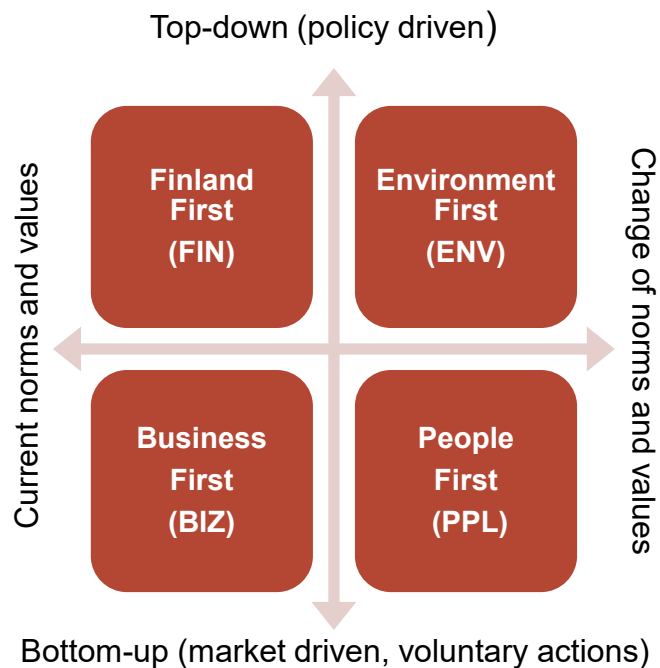 Top-down (policy driven)
Current norms and values
Finland
First
(FIN)
Environment
First
(ENV)
Change of norms and values
Business
First
(BIZ)
People
First
(PPL)
Bottom-up (market driven, voluntary actions)